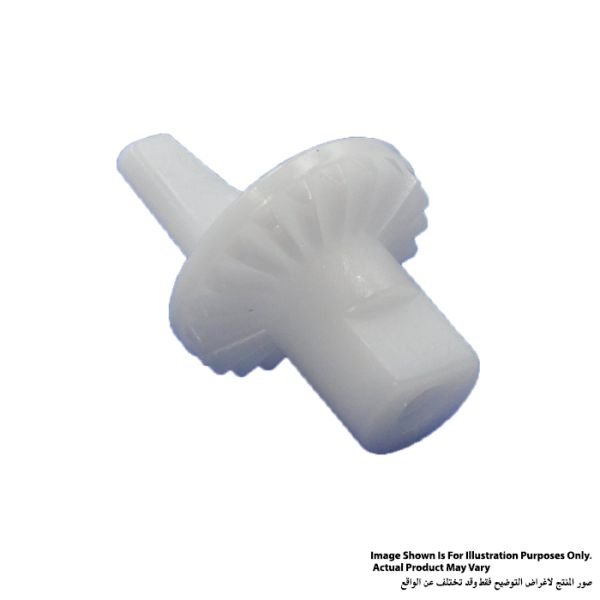 Image Shown Is For Illustration Purposes Only.
Actual Product May Vary
صور المنتج لاغراض التوضيح فقط وقد تختلف عن الواقع